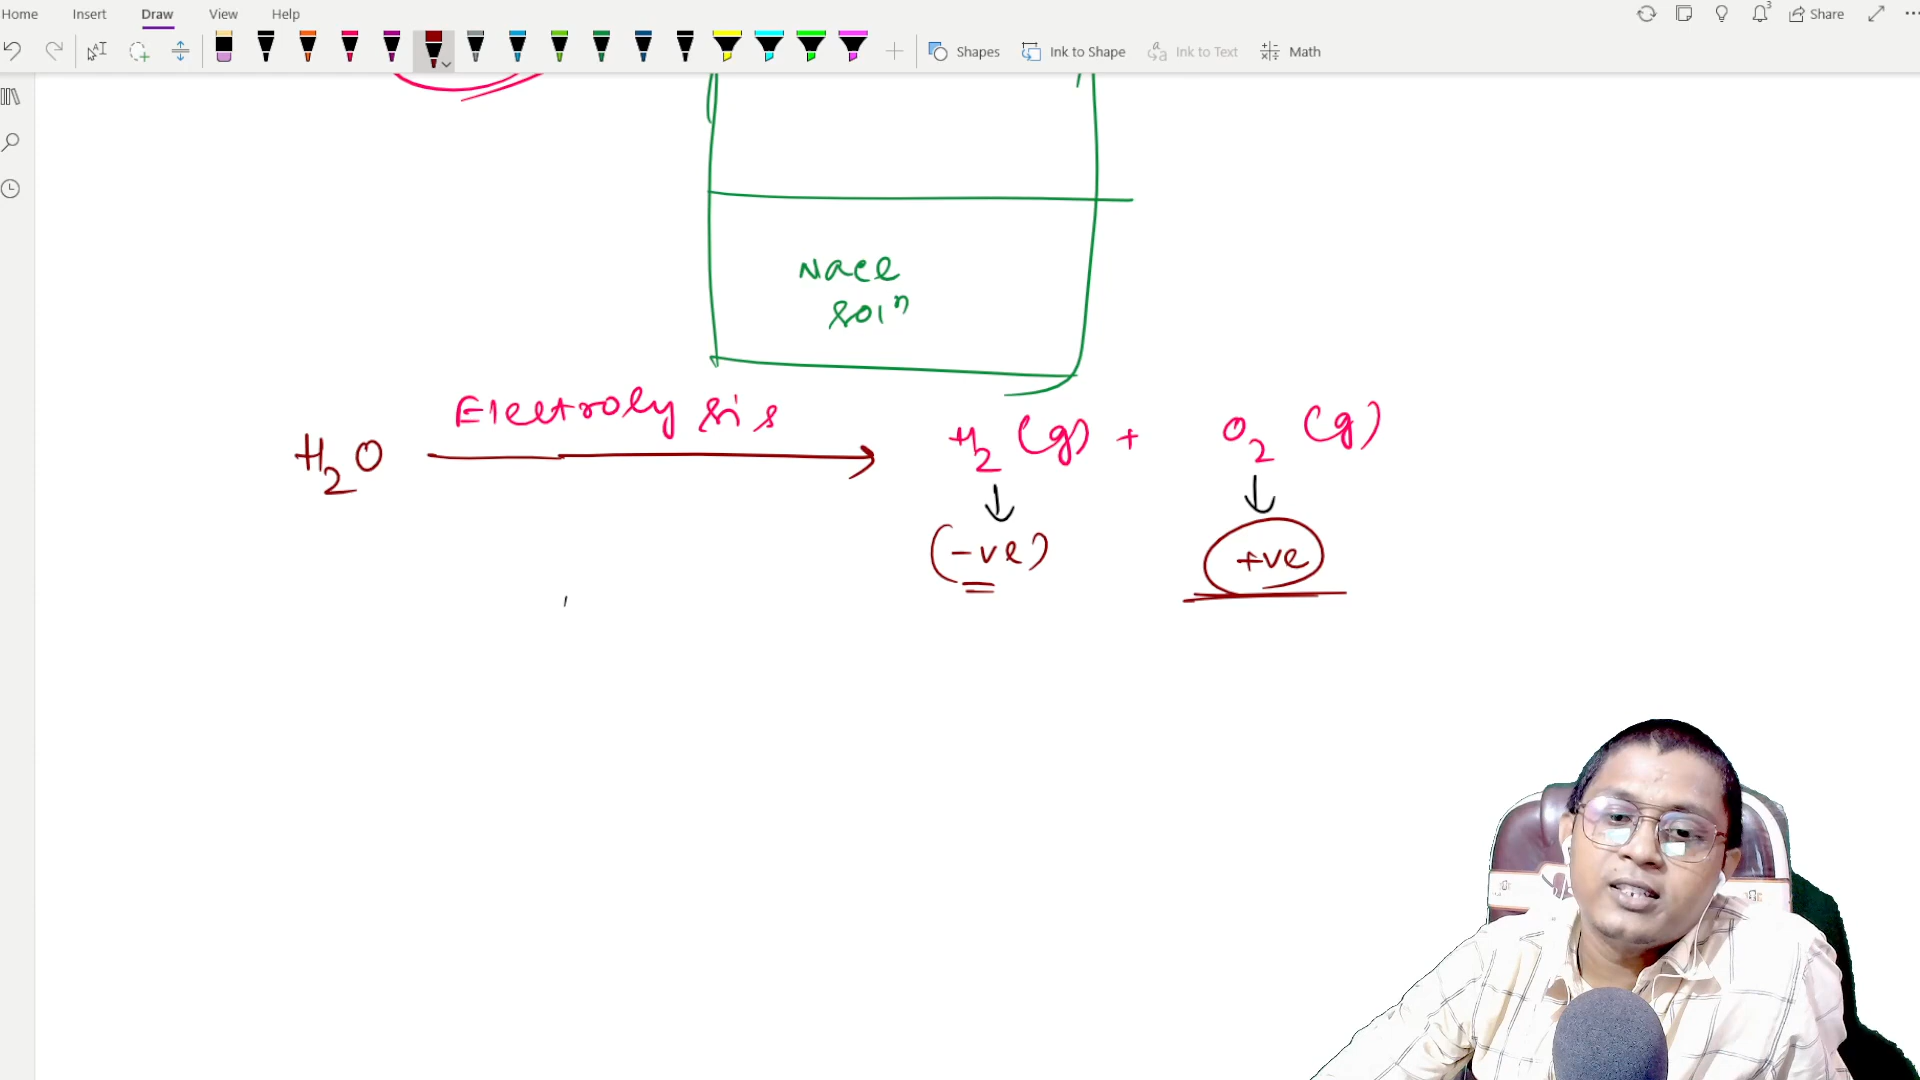 Home Insert Draw View Help
3 Share
Shapes Ink to Shape Ink to Text Math
NaCl
solⁿ
Electrolysis
H₂O ⟶ H₂ (g) + O₂ (g)
↓ ↓
(-ve) +ve